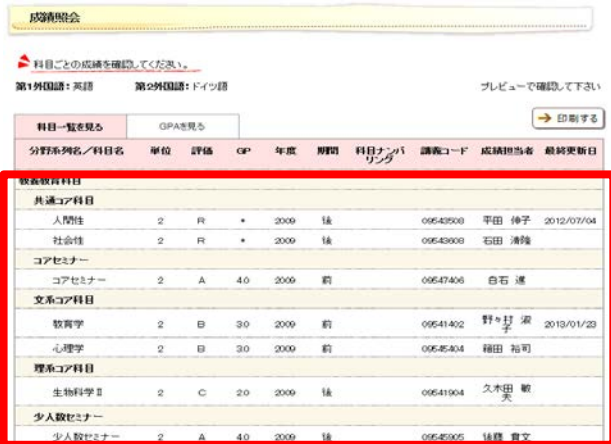 成績照会
科目ごとの成績を確認してください。
第1外国語：英語 第2外国語：ドイツ語 プレビューで確認して下さい
印刷する
科目一覧を見る GPAを見る
分野系列名／科目名 単位 評価 GP 年度 期間 科目ナンバリング 講義コード 成績担当者 最終更新日
教養教育科目
共通コア科目
人間性 2 R * 2009 後 09543508 平田 伸子 2012/07/04
社会性 2 R * 2009 後 09543608 石田 清隆
コアセミナー
コアセミナー 2 A 4.0 2009 前 09547406 白石 進
文系コア科目
教育学 2 B 3.0 2009 前 09541402 野々村 淑子 2013/01/23
心理学 2 B 3.0 2009 前 09545404 箱田 裕司
理系コア科目
生物科学Ⅱ 2 C 2.0 2009 後 09541904 久木田 敏夫
少人数セミナー
少人数セミナー 2 A 4.0 2009 後 09545905 後藤 貴文